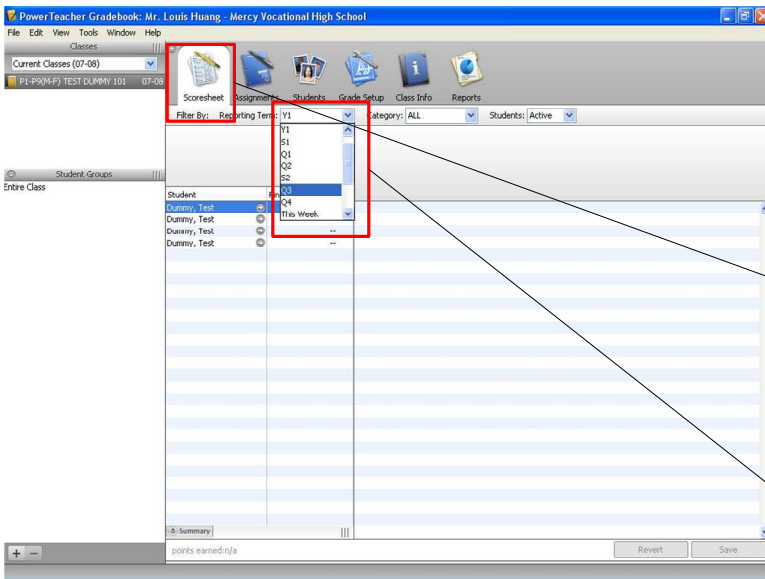 PowerTeacher Gradebook: Mr. Louis Huang - Mercy Vocational High School
File Edit View Tools Window Help
Classes
Current Classes (07-08)
P1-P9(M-F) TEST DUMMY 101 07-08
Scoresheet Assignments Students Grade Setup Class Info Reports
Filter By: Reporting Term: Y1 Category: ALL Students: Active
Y1
S1
Q1
Q2
S2
Q3
Q4
This Week
Student Groups
Entire Class
Student
Dummy, Test
Dummy, Test
Dummy, Test --
Dummy, Test --
Summary
points earned:n/a Revert Save